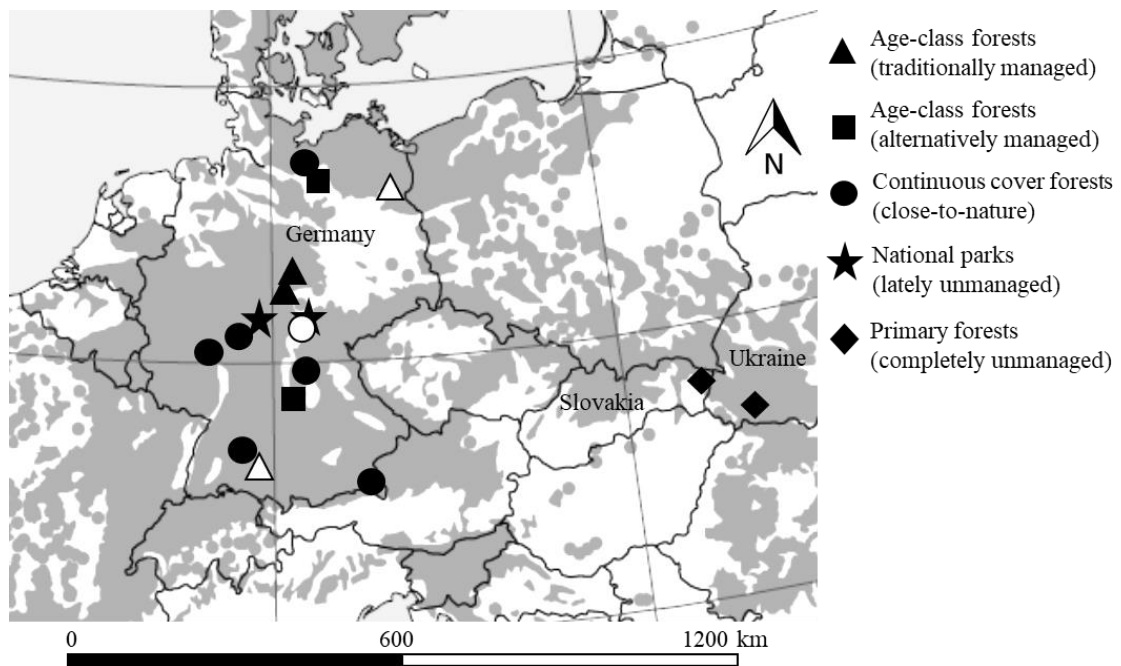 Age-class forests
(traditionally managed)
Age-class forests
(alternatively managed)
N
Continuous cover forests
(close-to-nature)
Germany
National parks
(lately unmanaged)
Primary forests
(completely unmanaged)
Ukraine
Slovakia
0 600 1200 km